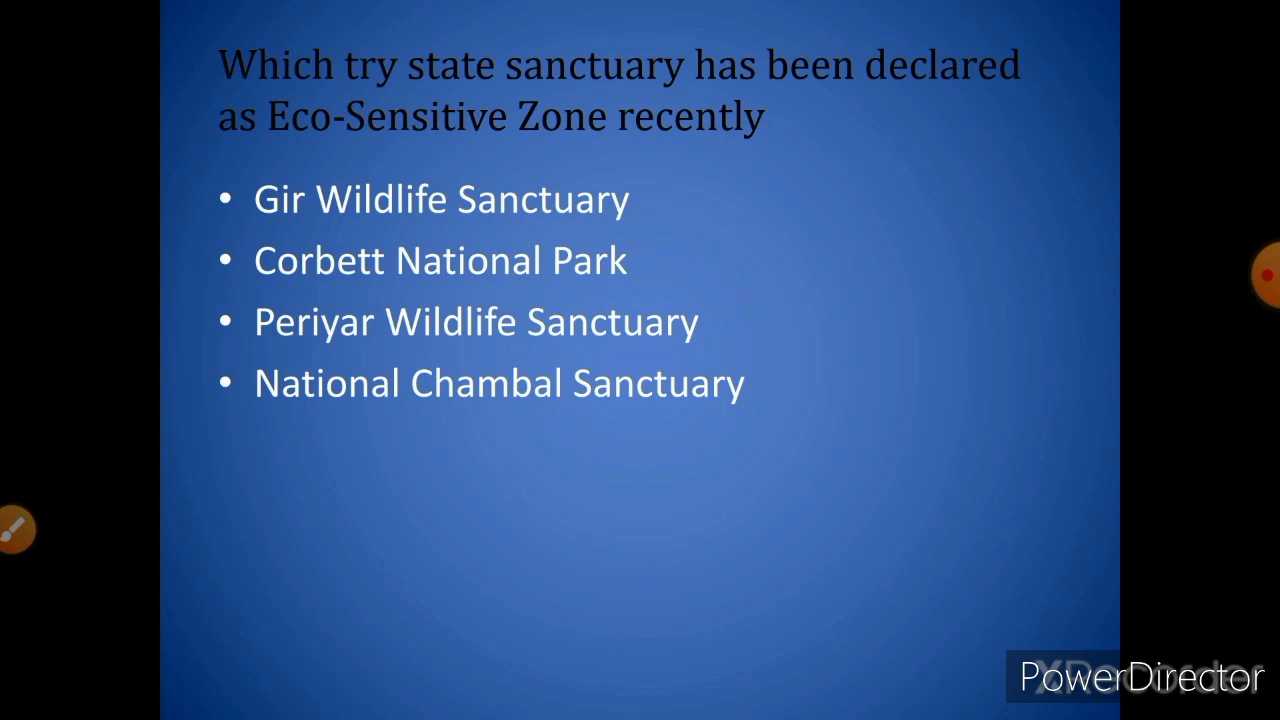 Which try state sanctuary has been declared
as Eco-Sensitive Zone recently
• Gir Wildlife Sanctuary
• Corbett National Park
• Periyar Wildlife Sanctuary
• National Chambal Sanctuary
XRecorder
PowerDirector